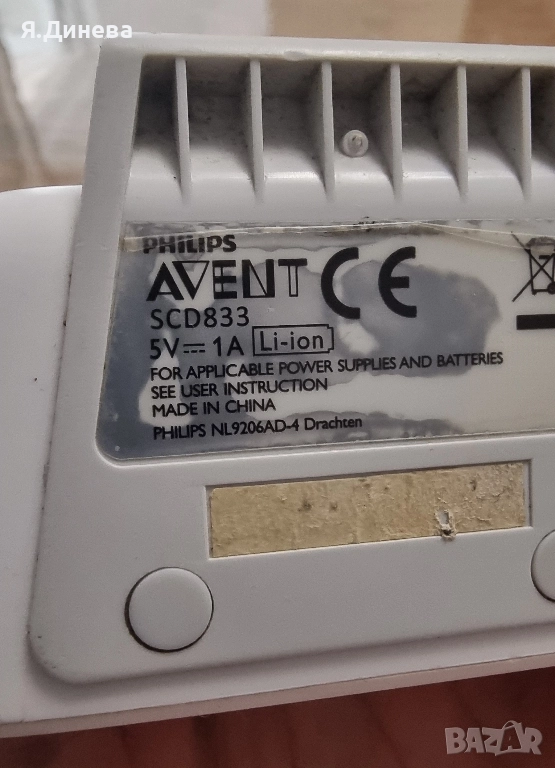 Я.Динева
PHILIPS
AVENT CE
SCD833
5V 1A Li-ion
FOR APPLICABLE POWER SUPPLIES AND BATTERIES
SEE USER INSTRUCTION
MADE IN CHINA
PHILIPS NL9206AD-4 Drachten
BAZAR